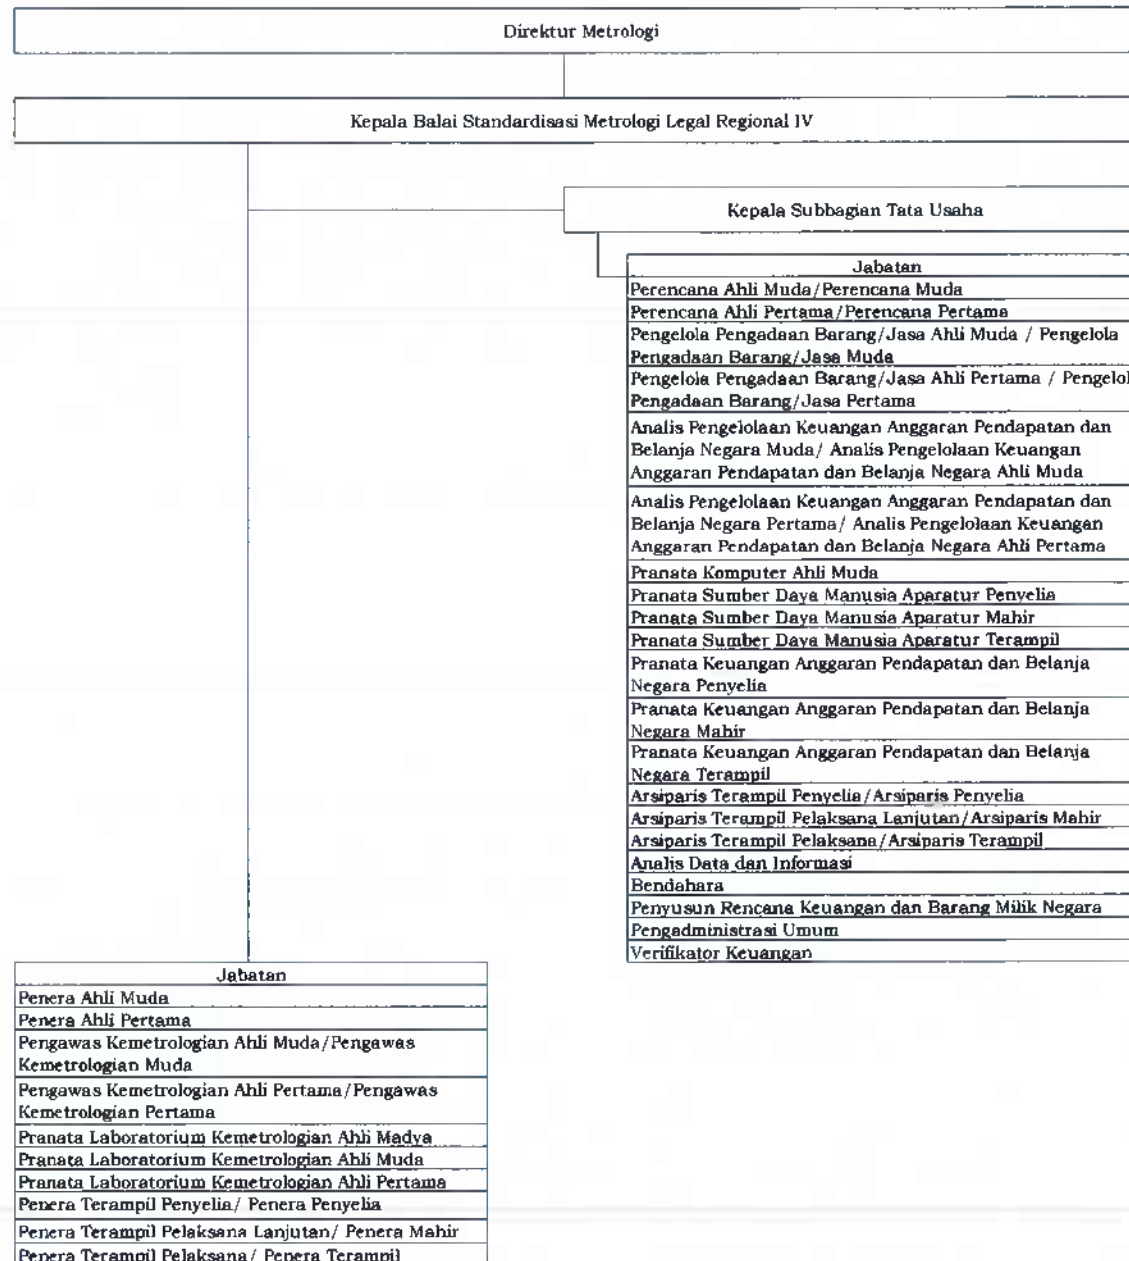 Direktur Metrologi
Kepala Balai Standardisasi Metrologi Legal Regional IV
Kepala Subbagian Tata Usaha
Jabatan
Perencana Ahli Muda/Perencana Muda
Perencana Ahli Pertama/Perencana Pertama
Pengelola Pengadaan Barang/Jasa Ahli Muda / Pengelola
Pengadaan Barang/Jasa Muda
Pengelola Pengadaan Barang/Jasa Ahli Pertama / Pengelol
Pengadaan Barang/Jasa Pertama
Analis Pengelolaan Keuangan Anggaran Pendapatan dan
Belanja Negara Muda/ Analis Pengelolaan Keuangan
Anggaran Pendapatan dan Belanja Negara Ahli Muda
Analis Pengelolaan Keuangan Anggaran Pendapatan dan
Belanja Negara Pertama/ Analis Pengelolaan Keuangan
Anggaran Pendapatan dan Belanja Negara Ahli Pertama
Pranata Komputer Ahli Muda
Pranata Sumber Daya Manusia Aparatur Penyelia
Pranata Sumber Daya Manusia Aparatur Mahir
Pranata Sumber Daya Manusia Aparatur Terampil
Pranata Keuangan Anggaran Pendapatan dan Belanja
Negara Penyelia
Pranata Keuangan Anggaran Pendapatan dan Belanja
Negara Mahir
Pranata Keuangan Anggaran Pendapatan dan Belanja
Negara Terampil
Arsiparis Terampil Penyelia/Arsiparis Penyelia
Arsiparis Terampil Pelaksana Lanjutan/Arsiparis Mahir
Arsiparis Terampil Pelaksana/Arsiparis Terampil
Analis Data dan Informasi
Bendahara
Penyusun Rencana Keuangan dan Barang Milik Negara
Pengadministrasi Umum
Verifikator Keuangan
Jabatan
Penera Ahli Muda
Penera Ahli Pertama
Pengawas Kemetrologian Ahli Muda/Pengawas
Kemetrologian Muda
Pengawas Kemetrologian Ahli Pertama/Pengawas
Kemetrologian Pertama
Pranata Laboratorium Kemetrologian Ahli Madya
Pranata Laboratorium Kemetrologian Ahli Muda
Pranata Laboratorium Kemetrologian Ahli Pertama
Penera Terampil Penyelia/ Penera Penyelia
Penera Terampil Pelaksana Lanjutan/ Penera Mahir
Penera Terampil Pelaksana/ Penera Terampil